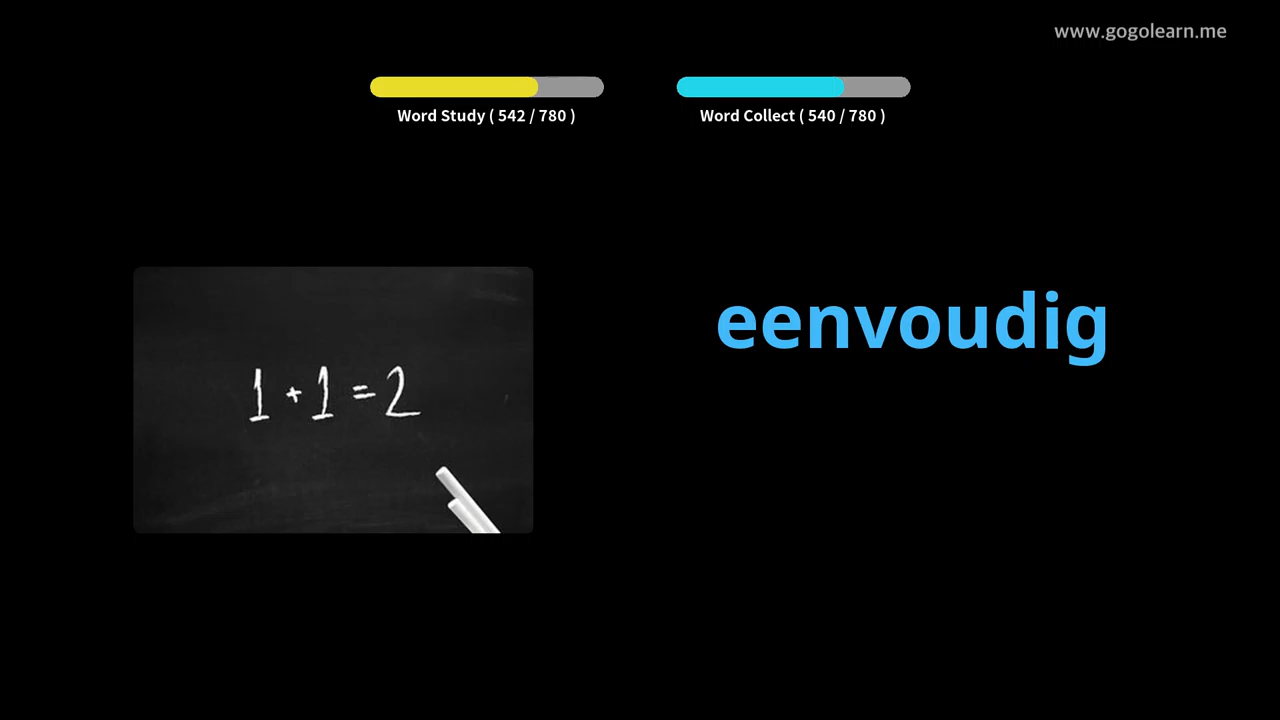 www.gogolearn.me
Word Study ( 542 / 780 )
Word Collect ( 540 / 780 )
eenvoudig
1 + 1 = 2